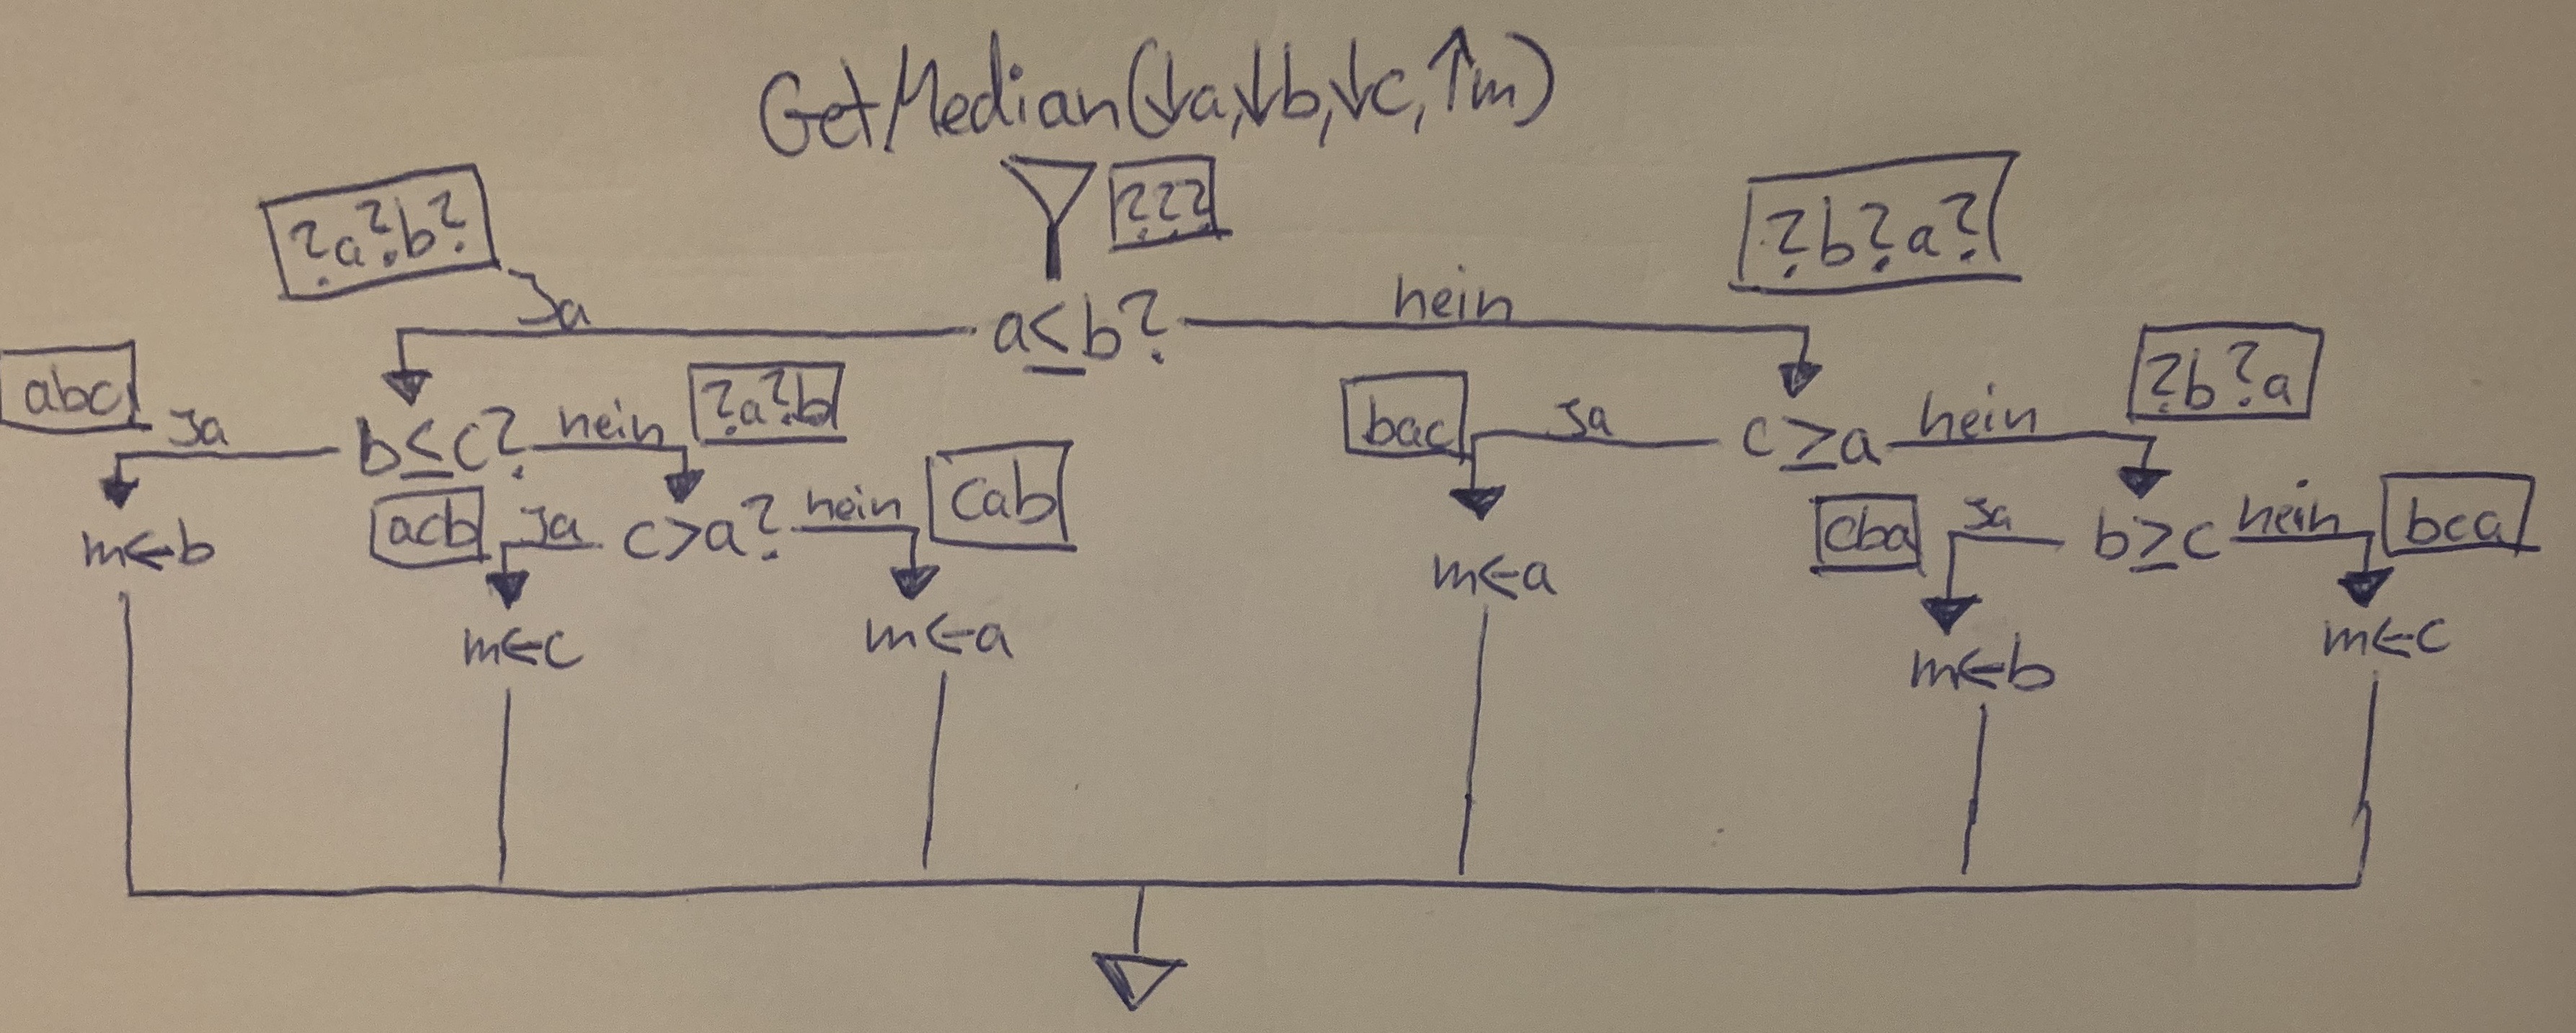 GetMedian(↓a,↓b,↓c,↑m)
?a?b?
???
?b?a?
Ja
a≤b?
nein
abc
Ja
b≤c?
nein
?a?b
bac
Ja
c≥a
nein
?b?a
acb
Ja
c>a?
nein
cab
cba
Ja
b≥c
nein
bca
m←b
m←c
m←a
m←a
m←b
m←c